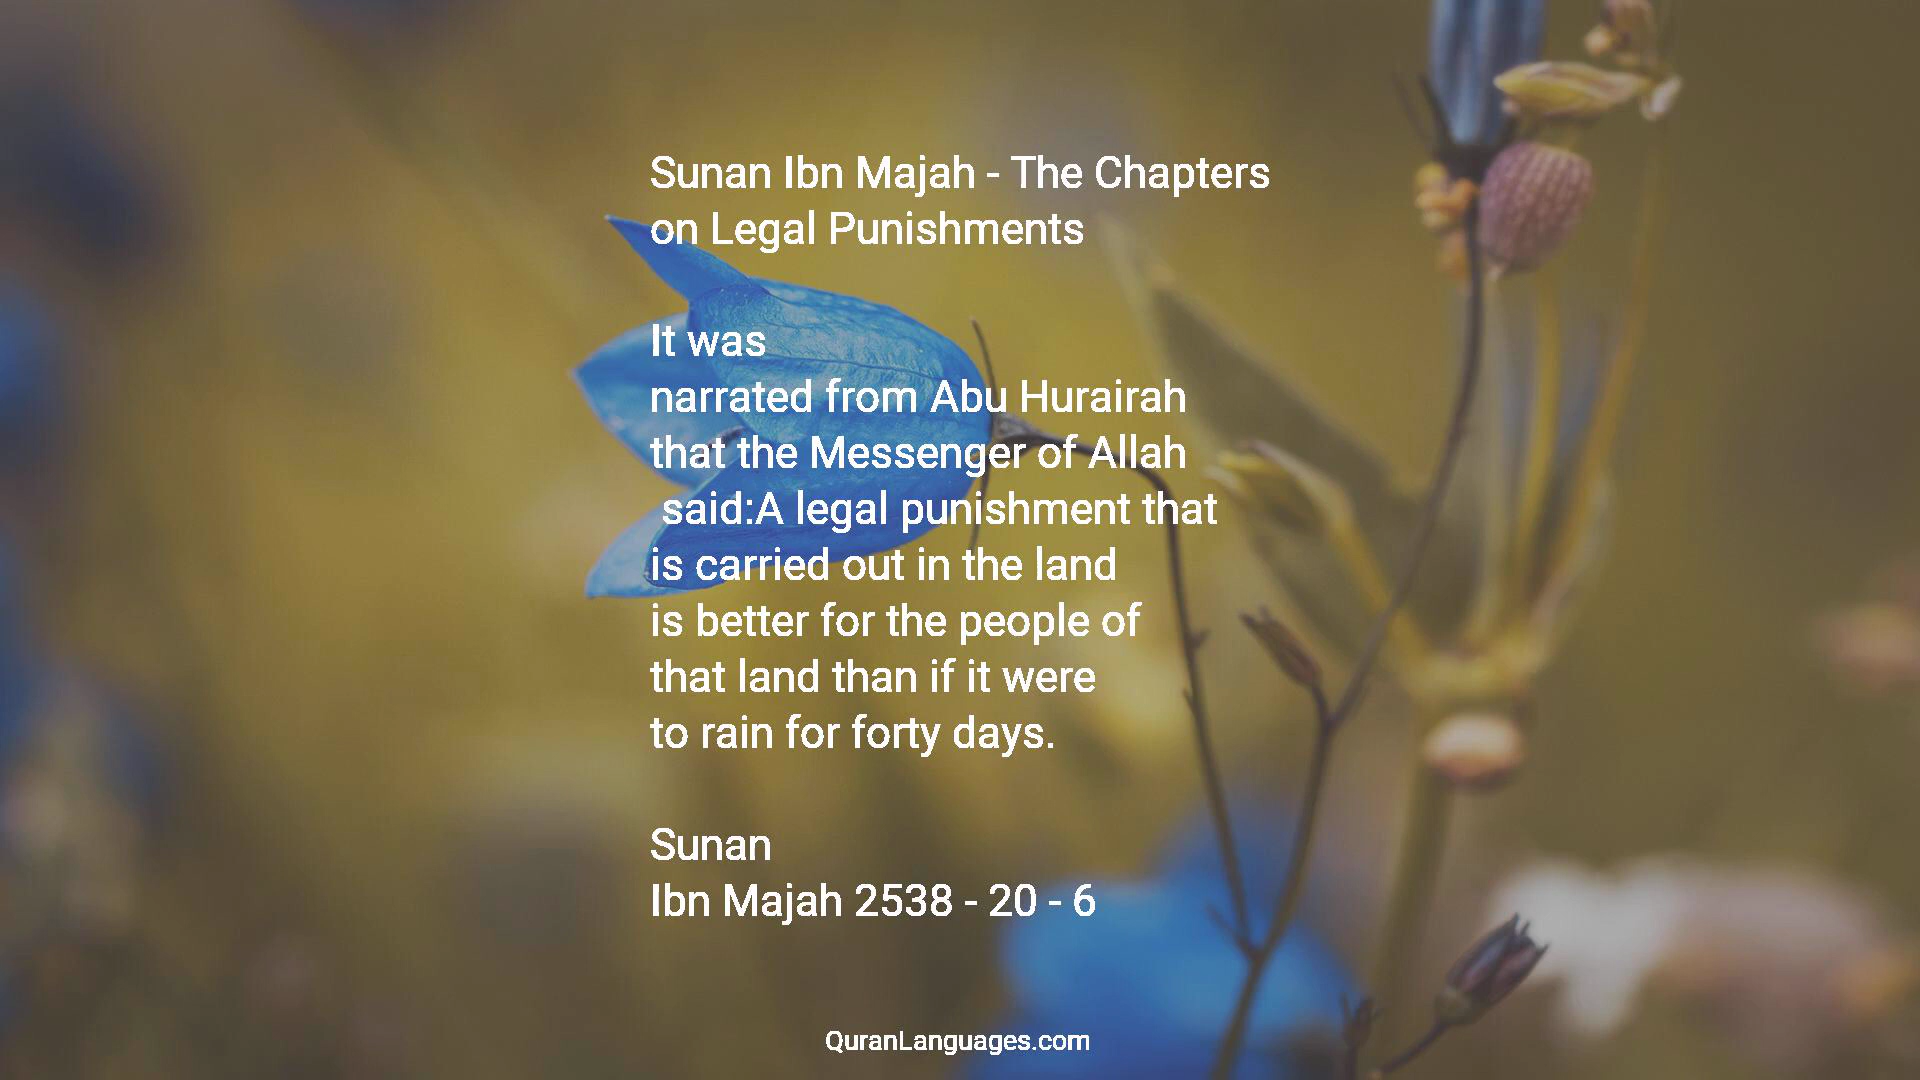 Sunan Ibn Majah - The Chapters
on Legal Punishments
It was
narrated from Abu Hurairah
that the Messenger of Allah
said:A legal punishment that
is carried out in the land
is better for the people of
that land than if it were
to rain for forty days.
Sunan
Ibn Majah 2538 - 20 - 6
QuranLanguages.com